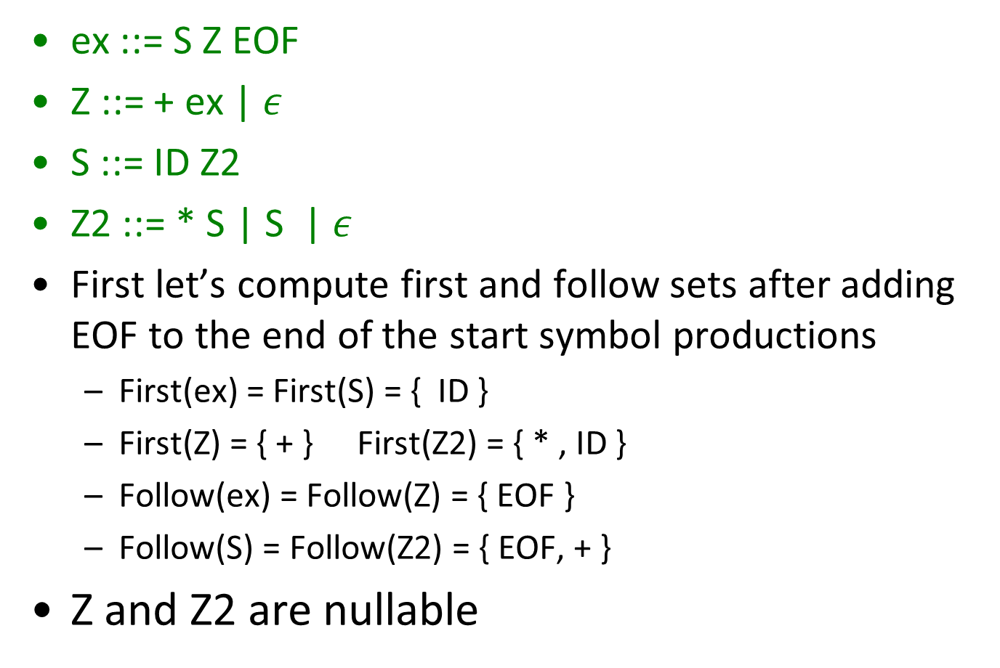 • ex ::= S Z EOF
• Z ::= + ex | ϵ
• S ::= ID Z2
• Z2 ::= * S | S | ϵ
• First let’s compute first and follow sets after adding
EOF to the end of the start symbol productions
– First(ex) = First(S) = { ID }
– First(Z) = { + } First(Z2) = { * , ID }
– Follow(ex) = Follow(Z) = { EOF }
– Follow(S) = Follow(Z2) = { EOF, + }
• Z and Z2 are nullable